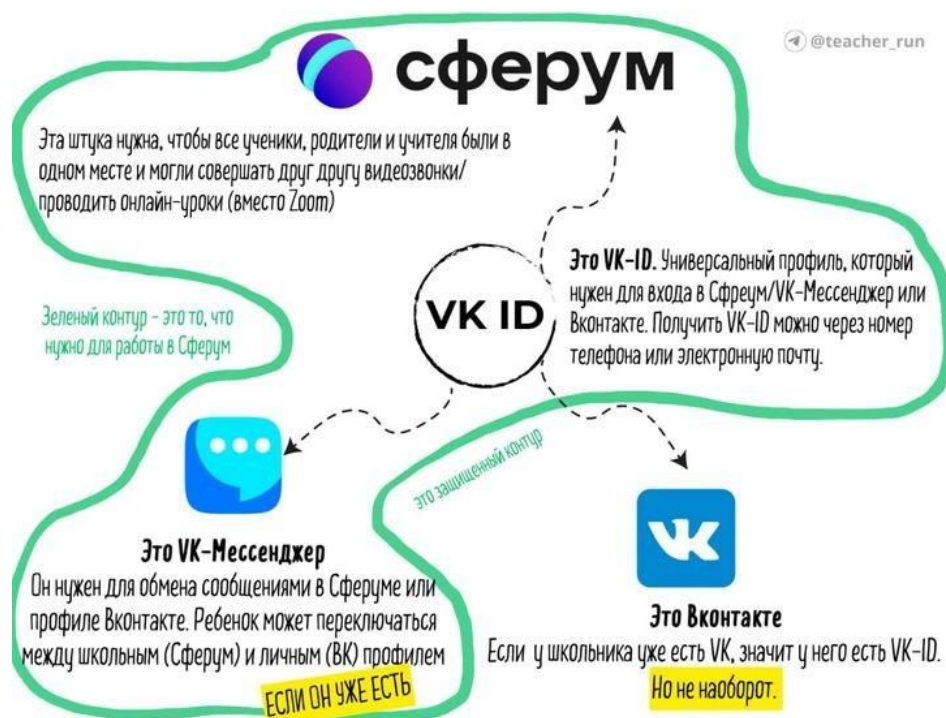 @teacher_run
сферум
Эта штука нужна, чтобы все ученики, родители и учителя были в
одном месте и могли совершать друг другу видеозвонки/
проводить онлайн-уроки (вместо Zoom)
Это VK-ID. Универсальный профиль, который
нужен для входа в Сфреум/VK-Мессенджер или
Вконтакте. Получить VK-ID можно через номер
телефона или электронную почту.
VK ID
Зеленый контур - это то, что
нужно для работы в Сферум
это защищенный контур
Это VK-Мессенджер
Он нужен для обмена сообщениями в Сферуме или
профиле Вконтакте. Ребенок может переключаться
между школьным (Сферум) и личным (ВК) профилем
ЕСЛИ ОН УЖЕ ЕСТЬ
Это Вконтакте
Если у школьника уже есть VK, значит у него есть VK-ID.
Но не наоборот.